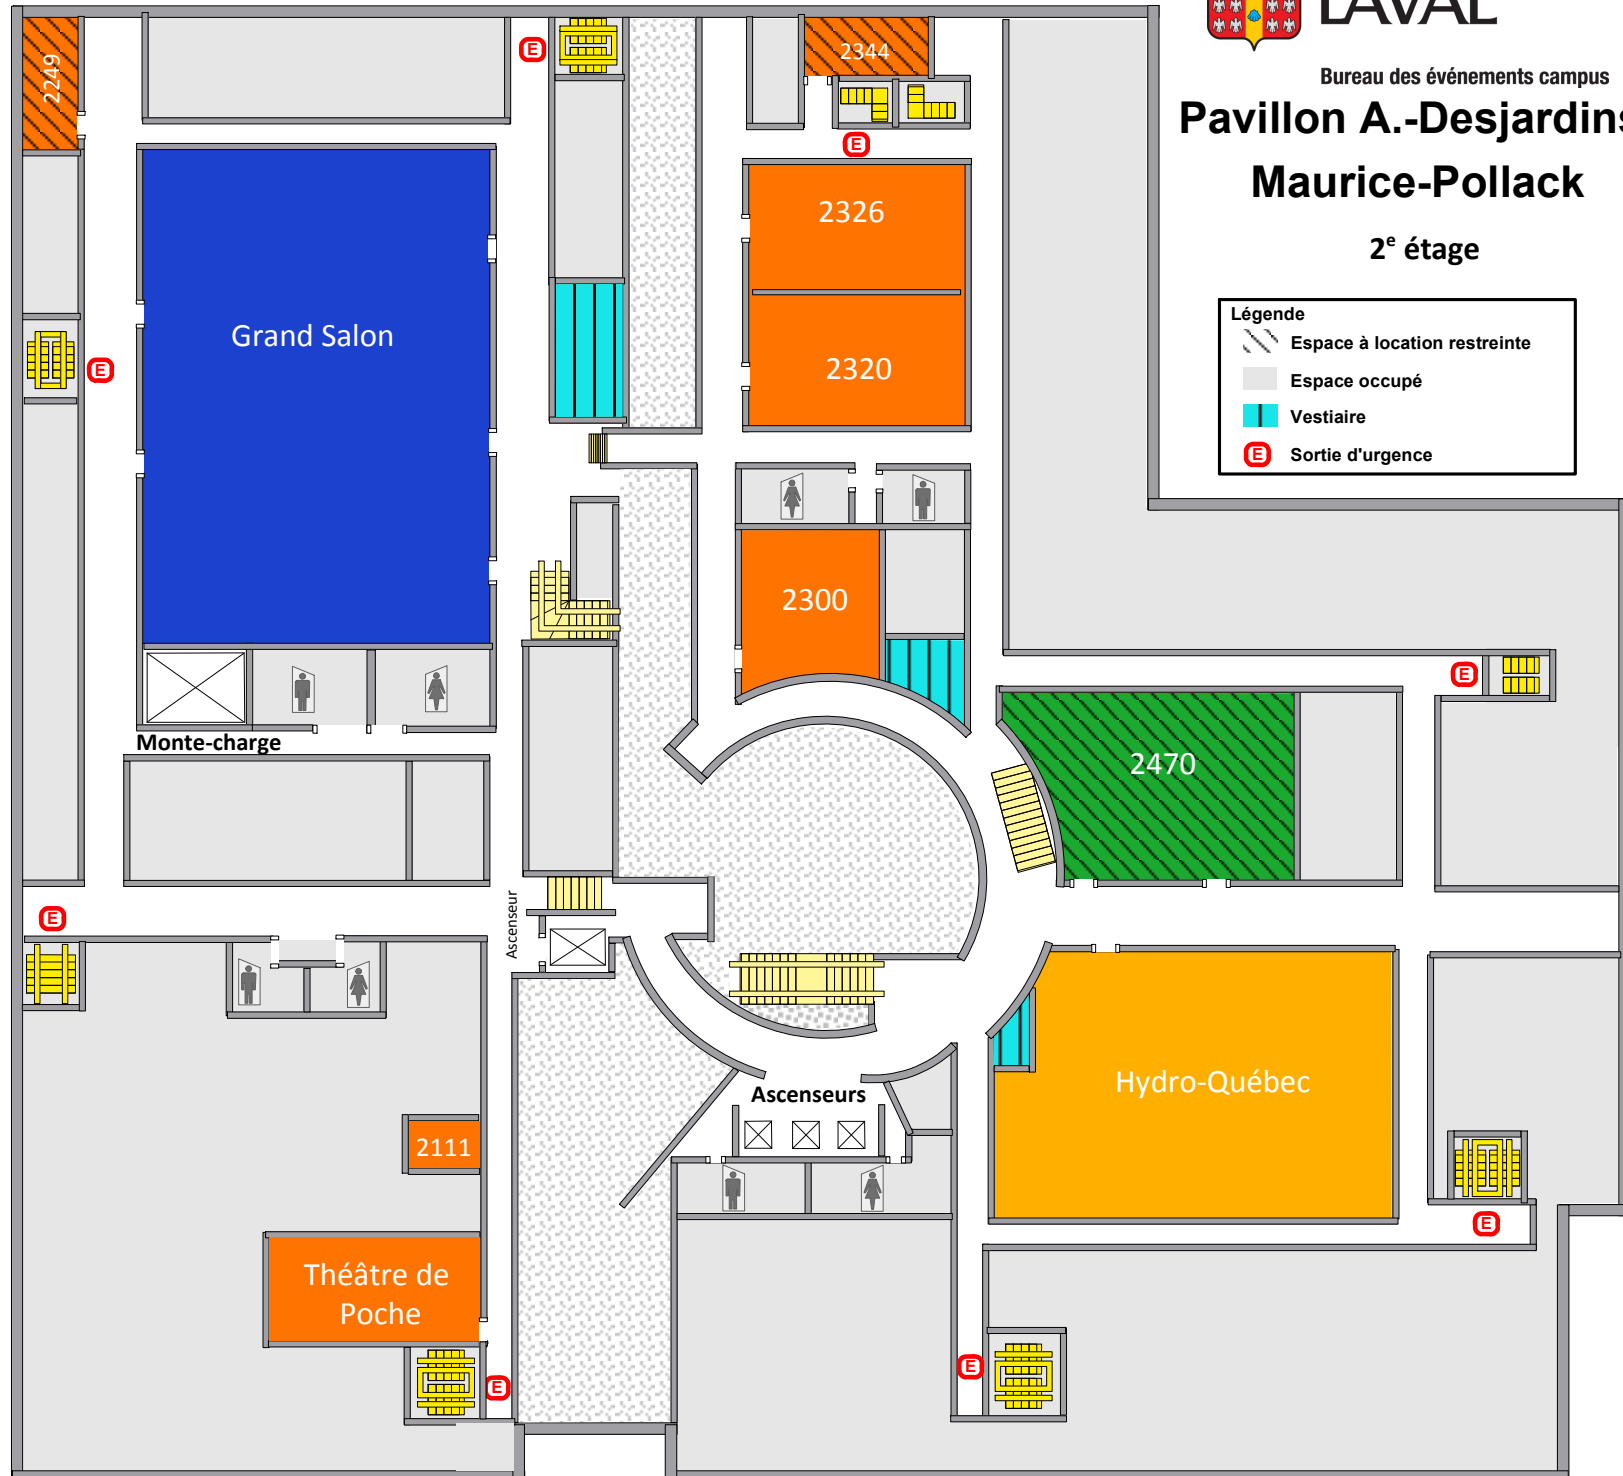 LAVAL
Bureau des événements campus
Pavillon A.-Desjardins
Maurice-Pollack
2e étage
Légende
Espace à location restreinte
Espace occupé
Vestiaire
E Sortie d'urgence
2249
E
2344
E
2326
Grand Salon
2320
E
2300
E
Monte-charge
2470
Ascenseur
E
Ascenseurs
Hydro-Québec
2111
E
Théâtre de
Poche
E
E